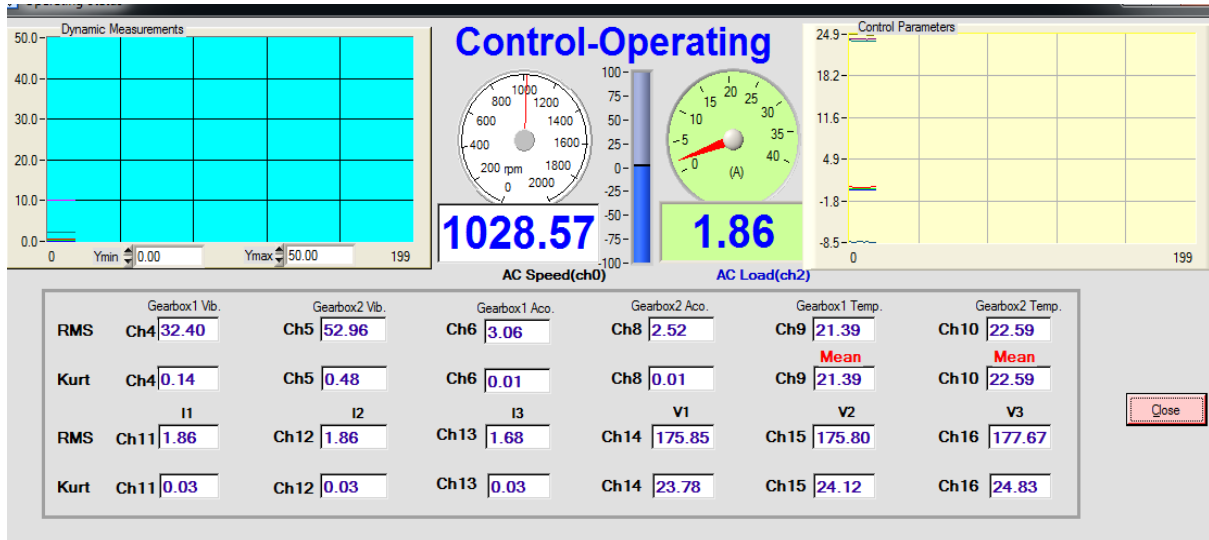 Operating Status
Dynamic Measurements
50.0
40.0
30.0
20.0
10.0
0.0
0 Ymin 0.00 Ymax 50.00 199
Control-Operating
0 200 400 600 800 1000 1200 1400 1600 1800 2000
rpm
1028.57
AC Speed(ch0)
100
75
50
25
0
-25
-50
-75
-100
0 5 10 15 20 25 30 35 40
(A)
1.86
AC Load(ch2)
Control Parameters
24.9
18.2
11.6
4.9
-1.8
-8.5
0 199
Gearbox1 Vib. Gearbox2 Vib. Gearbox1 Aco. Gearbox2 Aco. Gearbox1 Temp. Gearbox2 Temp.
RMS Ch4 32.40 Ch5 52.96 Ch6 3.06 Ch8 2.52 Ch9 21.39 Ch10 22.59
Mean Mean
Kurt Ch4 0.14 Ch5 0.48 Ch6 0.01 Ch8 0.01 Ch9 21.39 Ch10 22.59
I1 I2 I3 V1 V2 V3
RMS Ch11 1.86 Ch12 1.86 Ch13 1.68 Ch14 175.85 Ch15 175.80 Ch16 177.67
Kurt Ch11 0.03 Ch12 0.03 Ch13 0.03 Ch14 23.78 Ch15 24.12 Ch16 24.83
Close